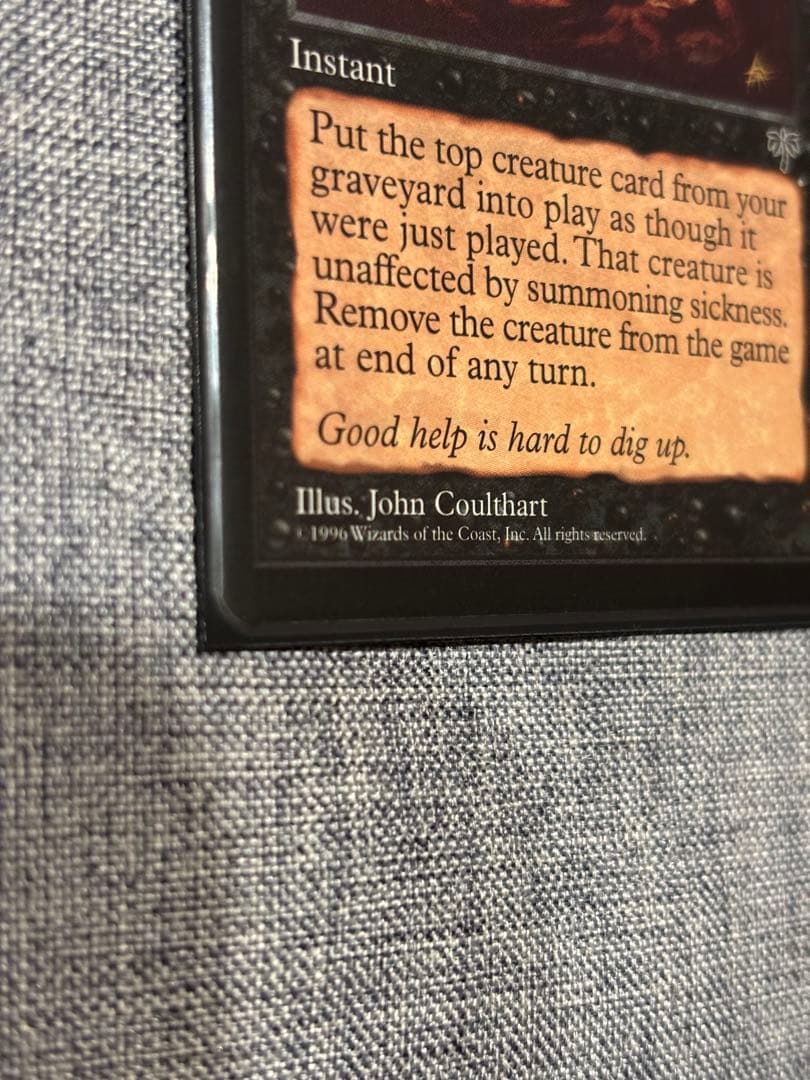 Instant
Put the top creature card from your
graveyard into play as though it
were just played. That creature is
unaffected by summoning sickness.
Remove the creature from the game
at end of any turn.
Good help is hard to dig up.
Illus. John Coulthart
© 1996 Wizards of the Coast, Inc. All rights reserved.